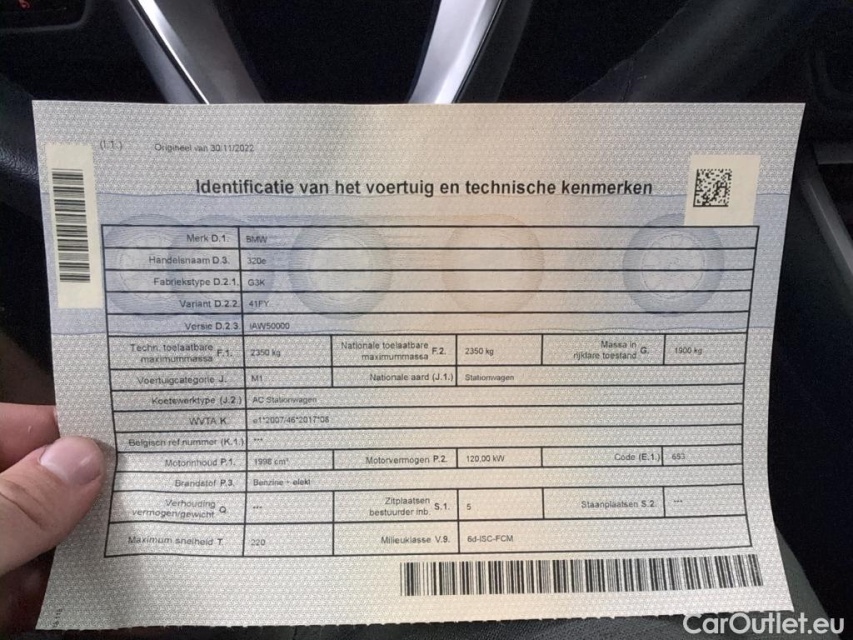 (I.1.) Origineel van 30/11/2022
Identificatie van het voertuig en technische kenmerken
Merk D.1. BMW
Handelsnaam D.3. 320e
Fabriekstype D.2.1. G3K
Variant D.2.2. 41FY
Versie D.2.3. IAW50000
Techn. toelaatbare maximummassa F.1. 2350 kg Nationale toelaatbare maximummassa F.2. 2350 kg Massa in rijklare toestand G. 1900 kg
Voertuigcategorie J. M1 Nationale aard (J.1.) Stationwagen
Koetswerktype (J.2.) AC Stationwagen
WVTA K. e1*2007/46*2017*08
Belgisch ref nummer (K.1.) ***
Motorinhoud P.1. 1998 cm³ Motorvermogen P.2. 120,00 kW Code (E.1.) 653
Brandstof P.3. Benzine + elekt
Verhouding vermogen/gewicht Q. *** Zitplaatsen bestuurder inb. S.1. 5 Staanplaatsen S.2. ***
Maximum snelheid T. 220 Milieuklasse V.9. 6d-ISC-FCM
CarOutlet.eu